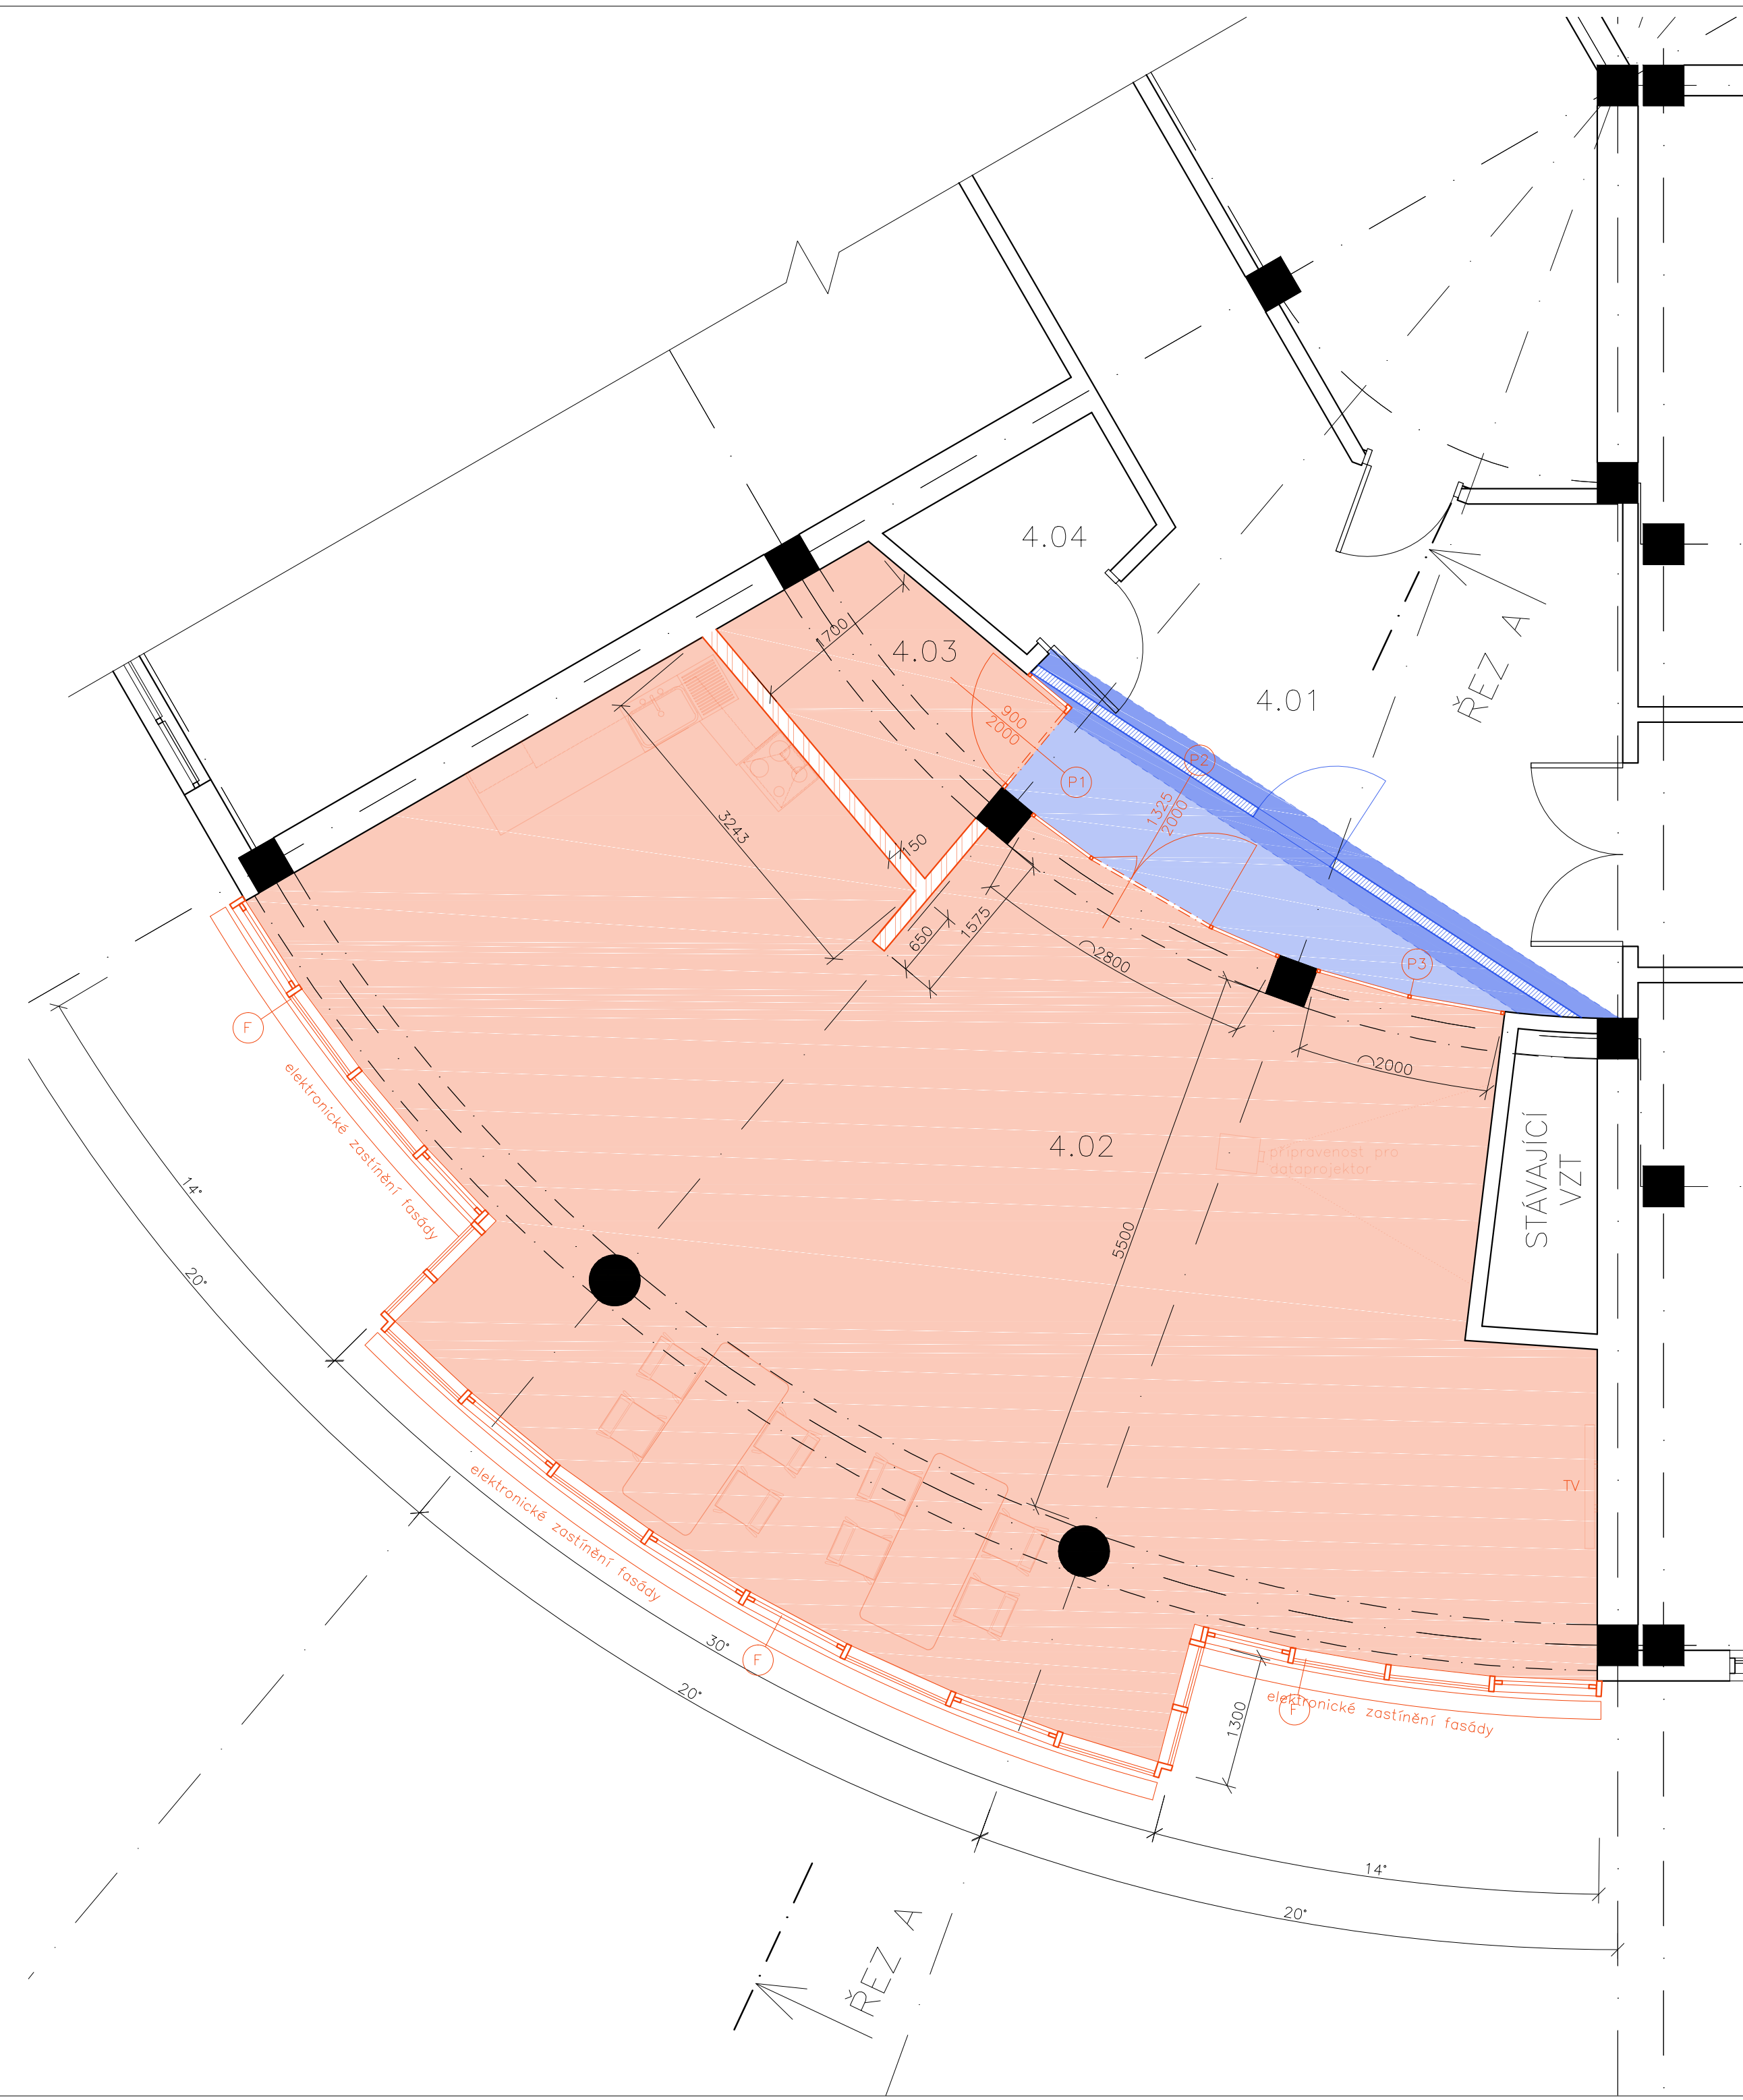 4.04
ŘEZ A
1700
4.03
4.01
900
2000
P2
P1
1325
2000
3243
150
650
1575
2800
P3
F
2000
elektronické zastínění fasády
4.02
připravenost pro
dataprojektor
STÁVAJÍCÍ
VZT
14°
5500
20°
TV
elektronické zastínění fasády
30°
F
20°
1300
elektronické zastínění fasády
F
14°
20°
ŘEZ A